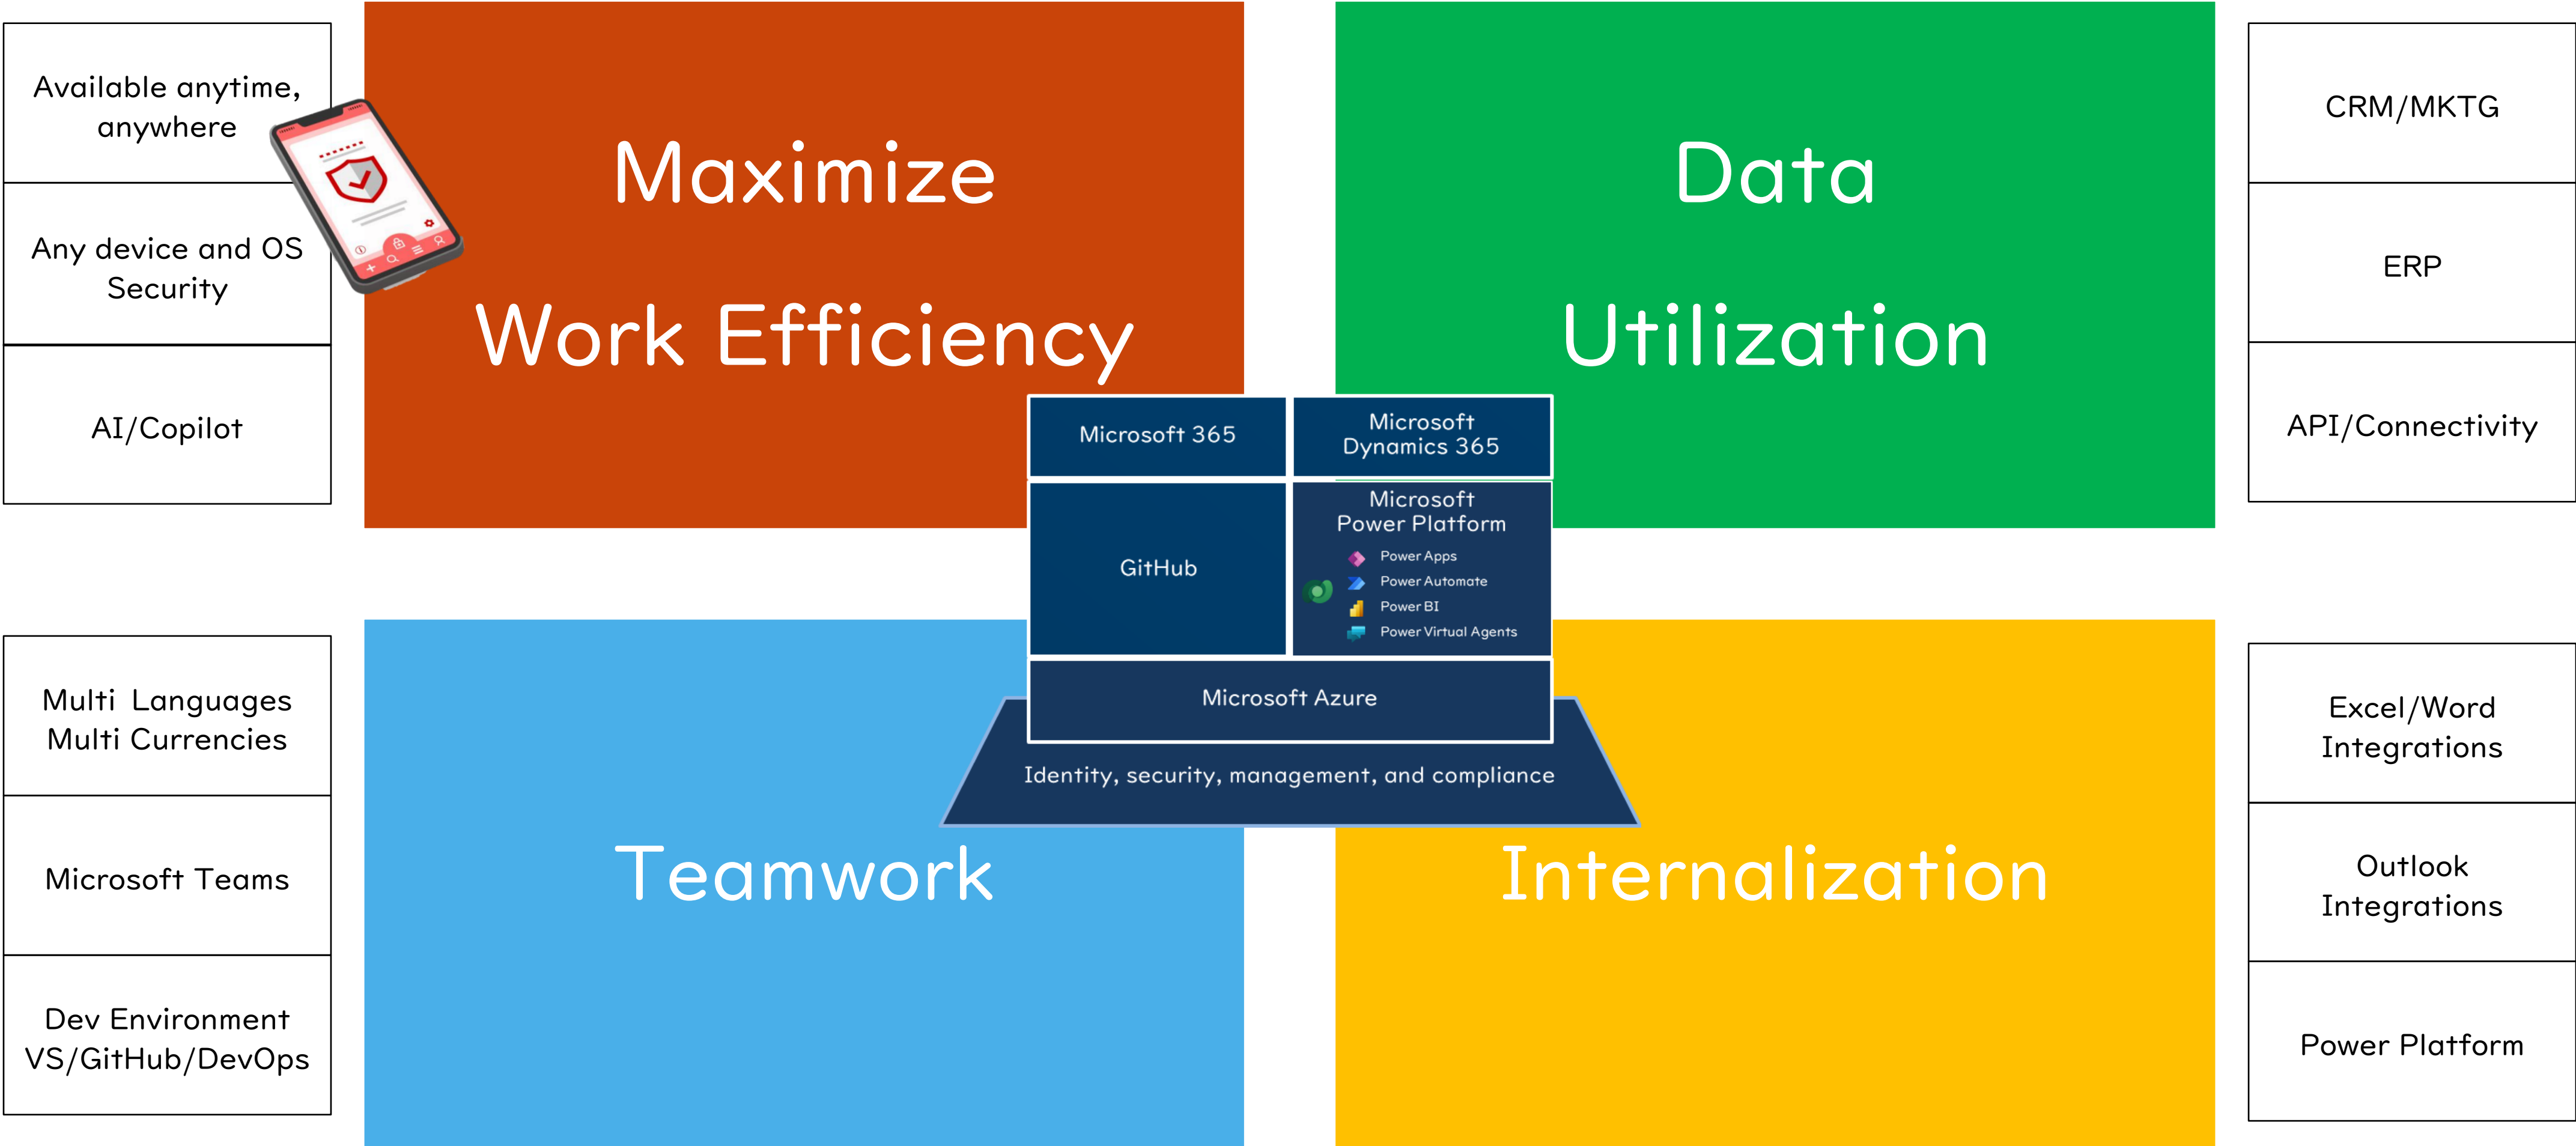 Available anytime,
anywhere
Any device and OS
Security
AI/Copilot
Maximize
Work Efficiency
Data
Utilization
CRM/MKTG
ERP
API/Connectivity
Microsoft 365
Microsoft
Dynamics 365
GitHub
Microsoft
Power Platform
Power Apps
Power Automate
Power BI
Power Virtual Agents
Microsoft Azure
Identity, security, management, and compliance
Multi Languages
Multi Currencies
Microsoft Teams
Dev Environment
VS/GitHub/DevOps
Teamwork
Internalization
Excel/Word
Integrations
Outlook
Integrations
Power Platform